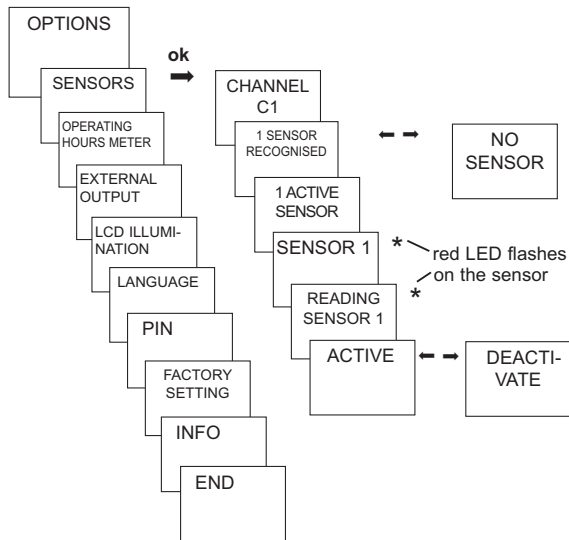 OPTIONS
SENSORS
OPERATING
HOURS METER
EXTERNAL
OUTPUT
LCD ILLUMI-
NATION
LANGUAGE
PIN
FACTORY
SETTING
INFO
END
ok
CHANNEL
C1
1 SENSOR
RECOGNISED
1 ACTIVE
SENSOR
SENSOR 1
READING
SENSOR 1
ACTIVE
NO
SENSOR
* red LED flashes
* on the sensor
DEACTI-
VATE